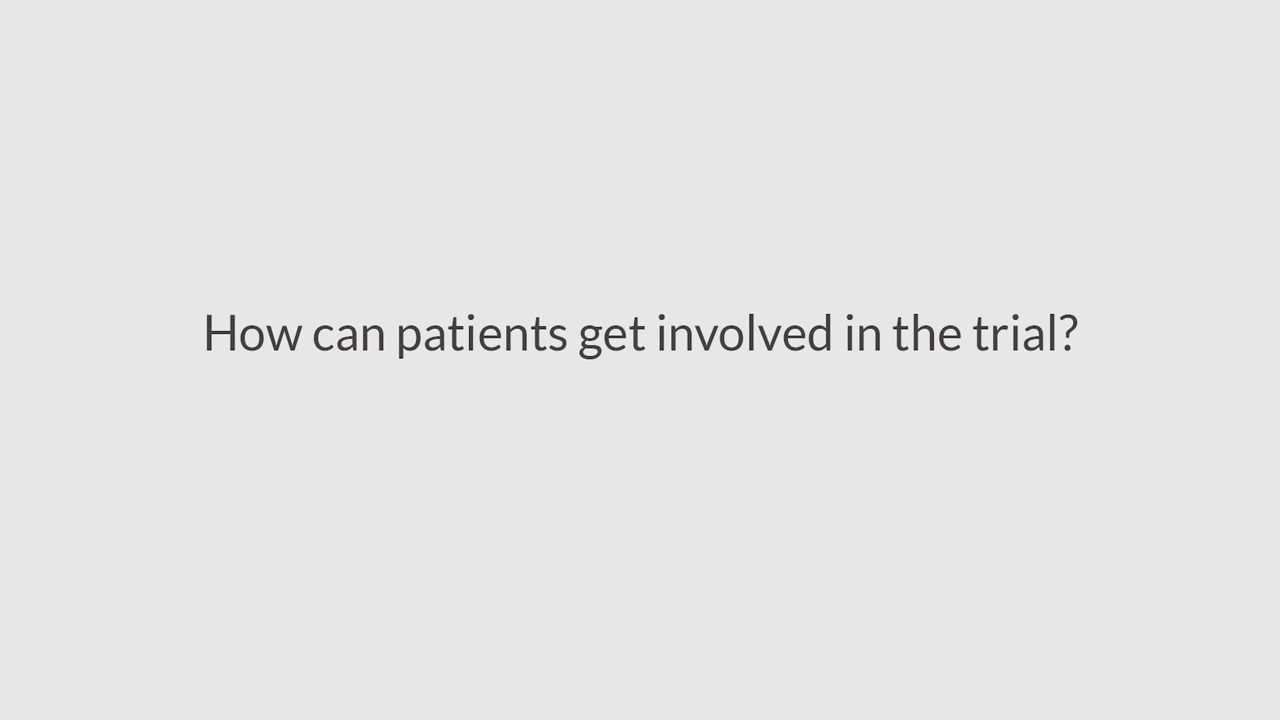 How can patients get involved in the trial?